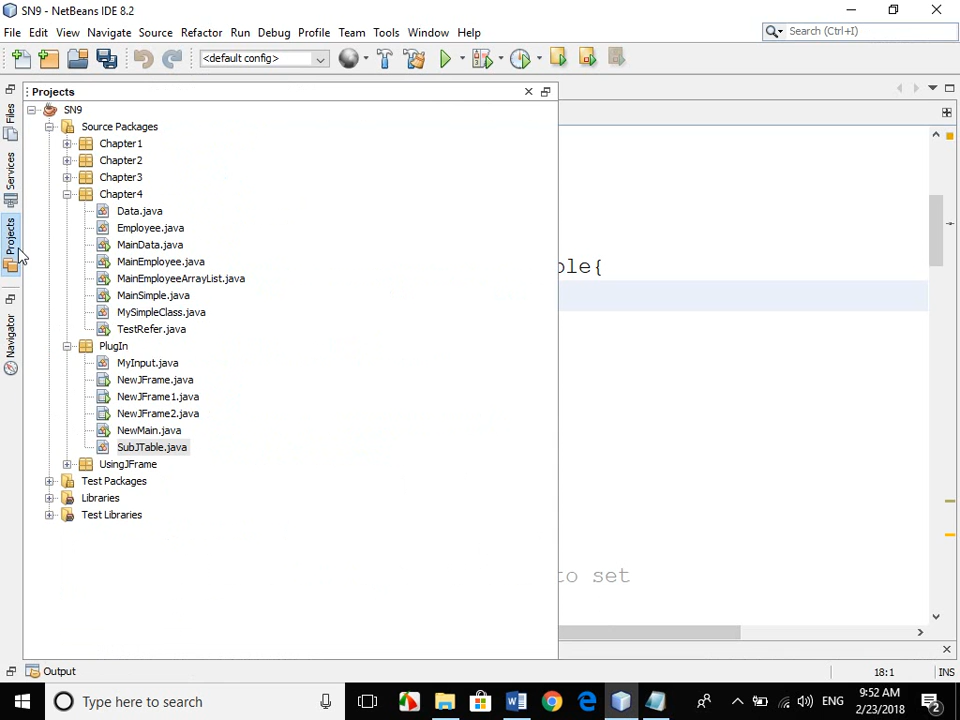 SN9 - NetBeans IDE 8.2
File Edit View Navigate Source Refactor Run Debug Profile Team Tools Window Help
Search (Ctrl+I)
<default config>
Projects
Files
Services
Projects
Navigator
SN9
Source Packages
Chapter1
Chapter2
Chapter3
Chapter4
Data.java
Employee.java
MainData.java
MainEmployee.java
MainEmployeeArrayList.java
MainSimple.java
MySimpleClass.java
TestRefer.java
PlugIn
MyInput.java
NewJFrame.java
NewJFrame1.java
NewJFrame2.java
NewMain.java
SubJTable.java
UsingJFrame
Test Packages
Libraries
Test Libraries
ble{
to set
Output
18:1 INS
Type here to search
ENG
9:52 AM
2/23/2018
2